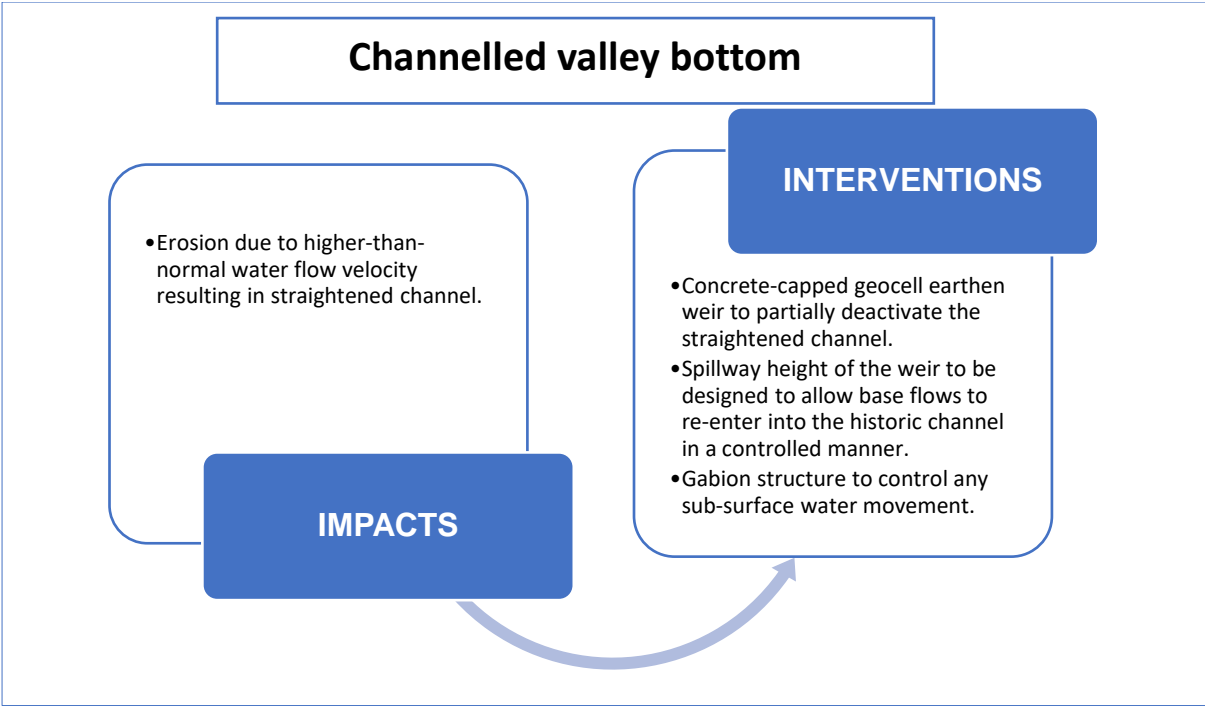 Channelled valley bottom
•Erosion due to higher-than-
normal water flow velocity
resulting in straightened channel.
IMPACTS
INTERVENTIONS
•Concrete-capped geocell earthen
weir to partially deactivate the
straightened channel.
•Spillway height of the weir to be
designed to allow base flows to
re-enter into the historic channel
in a controlled manner.
•Gabion structure to control any
sub-surface water movement.